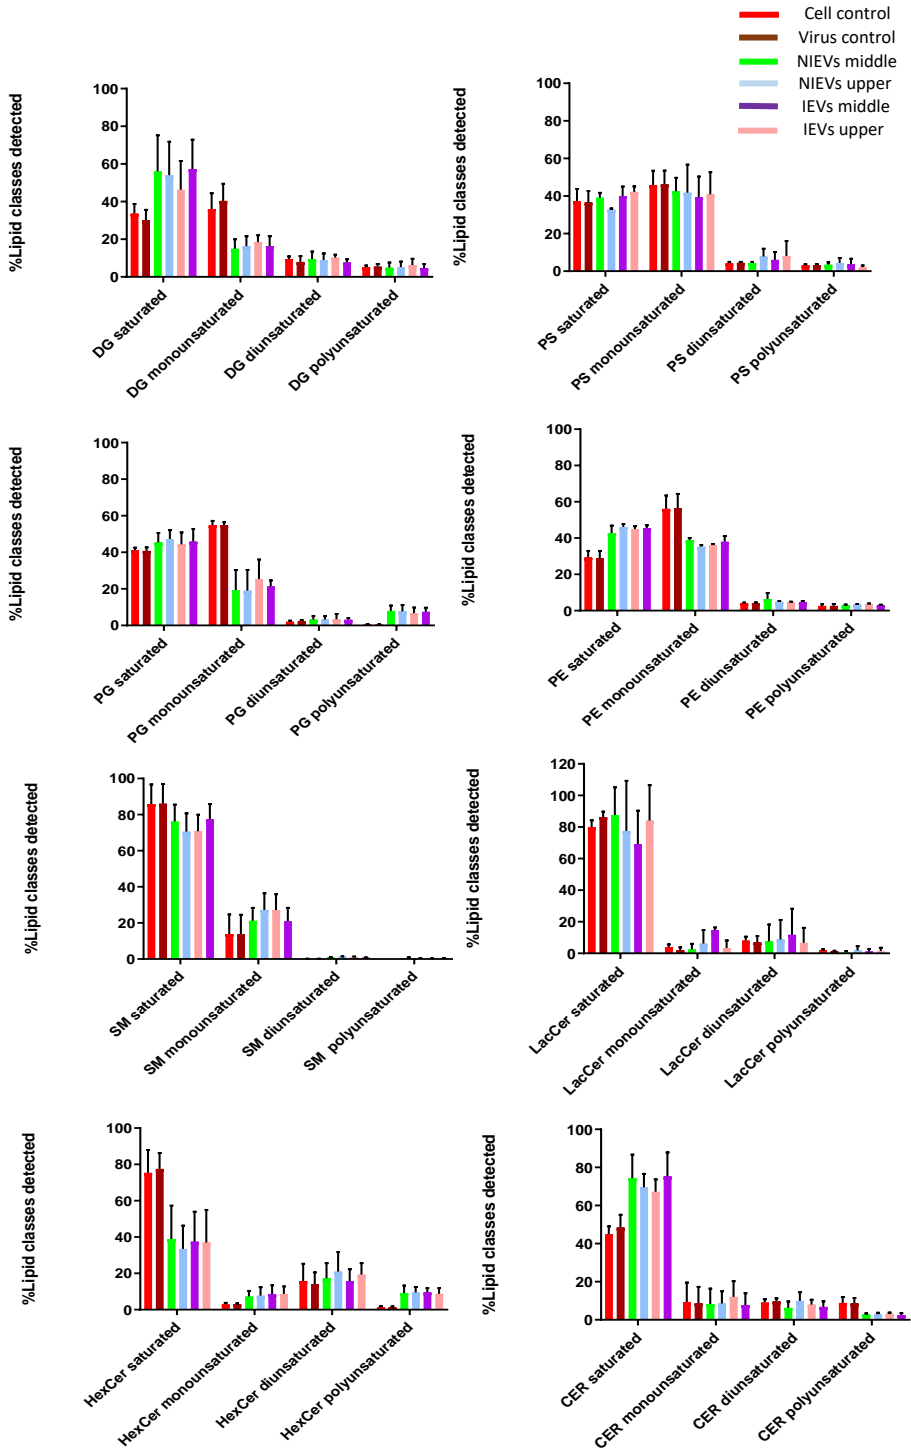 Cell control
Virus control
NIEVs middle
NIEVs upper
IEVs middle
IEVs upper
%Lipid classes detected
100
80
60
40
20
0
DG saturated
DG monounsaturated
DG diunsaturated
DG polyunsaturated
%Lipid classes detected
100
80
60
40
20
0
PS saturated
PS monounsaturated
PS diunsaturated
PS polyunsaturated
%Lipid classes detected
100
80
60
40
20
0
PG saturated
PG monounsaturated
PG diunsaturated
PG polyunsaturated
%Lipid classes detected
100
80
60
40
20
0
PE saturated
PE monounsaturated
PE diunsaturated
PE polyunsaturated
%Lipid classes detected
100
80
60
40
20
0
SM saturated
SM monounsaturated
SM diunsaturated
SM polyunsaturated
%Lipid classes detected
120
100
80
60
40
20
0
LacCer saturated
LacCer monounsaturated
LacCer diunsaturated
LacCer polyunsaturated
%Lipid classes detected
100
80
60
40
20
0
HexCer saturated
HexCer monounsaturated
HexCer diunsaturated
HexCer polyunsaturated
%Lipid classes detected
100
80
60
40
20
0
CER saturated
CER monounsaturated
CER diunsaturated
CER polyunsaturated